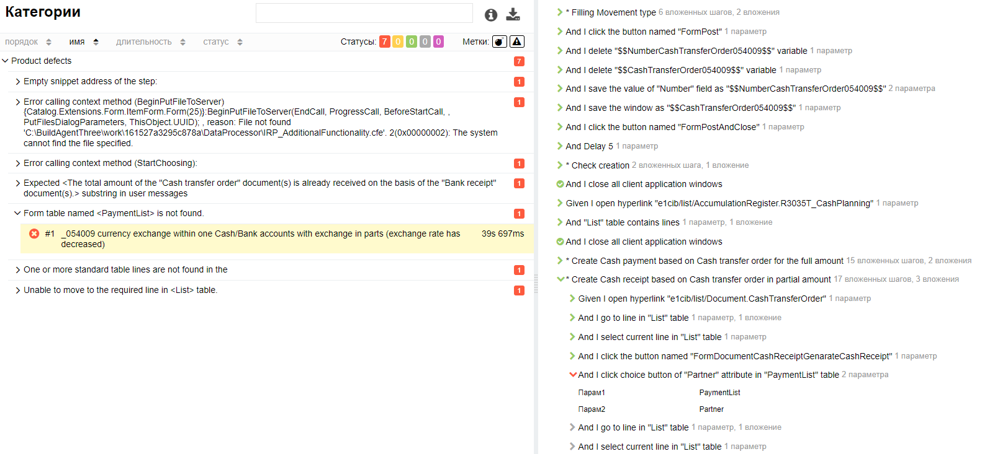 Категории
порядок имя длительность статус Статусы: 7 0 0 0 0 Метки:
Product defects 7
Empty snippet address of the step: 1
Error calling context method (BeginPutFileToServer) 1
{Catalog.Extensions.Form.ItemForm.Form(25)}:BeginPutFileToServer(EndCall, ProgressCall, BeforeStartCall, ,
PutFilesDialogParameters, ThisObject.UUID); , reason: File not found
'C:\BuildAgentThree\work\161527a3295c878a\DataProcessor\IRP_AdditionalFunctionality.cfe'. 2(0x00000002): The system
cannot find the file specified.
Error calling context method (StartChoosing): 1
Expected <The total amount of the "Cash transfer order" document(s) is already received on the basis of the "Bank receipt" 1
document(s).> substring in user messages
Form table named <PaymentList> is not found. 1
#1 _054009 currency exchange within one Cash/Bank accounts with exchange in parts (exchange rate has 39s 697ms
decreased)
One or more standard table lines are not found in the 1
Unable to move to the required line in <List> table. 1
* Filling Movement type 6 вложенных шагов, 2 вложения
And I click the button named "FormPost" 1 параметр
And I delete "$$NumberCashTransferOrder054009$$" variable 1 параметр
And I delete "$$CashTransferOrder054009$$" variable 1 параметр
And I save the value of "Number" field as "$$NumberCashTransferOrder054009$$" 2 параметра
And I save the window as "$$CashTransferOrder054009$$" 1 параметр
And I click the button named "FormPostAndClose" 1 параметр
And Delay 5 1 параметр
* Check creation 2 вложенных шага, 1 вложение
And I close all client application windows
Given I open hyperlink "e1cib/list/AccumulationRegister.R3035T_CashPlanning" 1 параметр
And "List" table contains lines 1 параметр, 1 вложение
And I close all client application windows
* Create Cash payment based on Cash transfer order for the full amount 15 вложенных шагов, 2 вложения
* Create Cash receipt based on Cash transfer order in partial amount 17 вложенных шагов, 3 вложения
Given I open hyperlink "e1cib/list/Document.CashTransferOrder" 1 параметр
And I go to line in "List" table 1 параметр, 1 вложение
And I select current line in "List" table 1 параметр
And I click the button named "FormDocumentCashReceiptGenarateCashReceipt" 1 параметр
And I click choice button of "Partner" attribute in "PaymentList" table 2 параметра
Парам1 PaymentList
Парам2 Partner
And I go to line in "List" table 1 параметр, 1 вложение
And I select current line in "List" table 1 параметр